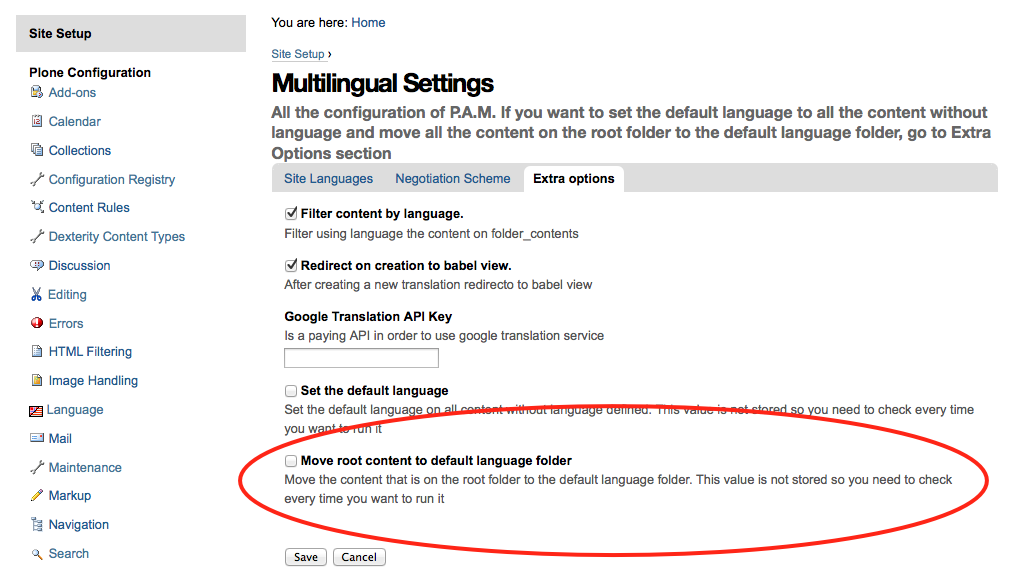 Site Setup
Plone Configuration
Add-ons
Calendar
Collections
Configuration Registry
Content Rules
Dexterity Content Types
Discussion
Editing
Errors
HTML Filtering
Image Handling
Language
Mail
Maintenance
Markup
Navigation
Search
You are here: Home
Site Setup ›
Multilingual Settings
All the configuration of P.A.M. If you want to set the default language to all the content without
language and move all the content on the root folder to the default language folder, go to Extra
Options section
Site Languages Negotiation Scheme Extra options
Filter content by language.
Filter using language the content on folder_contents
Redirect on creation to babel view.
After creating a new translation redirecto to babel view
Google Translation API Key
Is a paying API in order to use google translation service
Set the default language
Set the default language on all content without language defined. This value is not stored so you need to check every time
you want to run it
Move root content to default language folder
Move the content that is on the root folder to the default language folder. This value is not stored so you need to check
every time you want to run it
Save Cancel